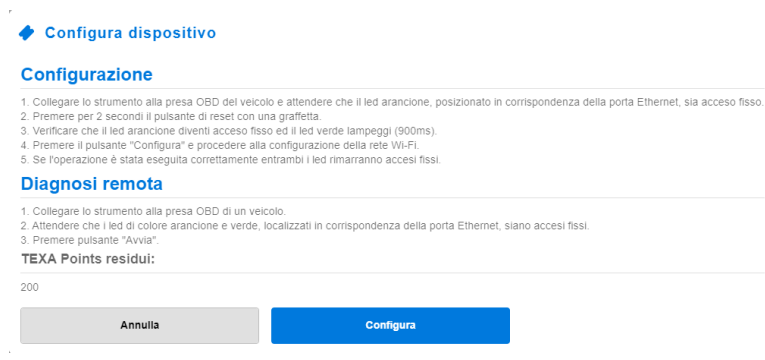 Configura dispositivo
Configurazione
1. Collegare lo strumento alla presa OBD del veicolo e attendere che il led arancione, posizionato in corrispondenza della porta Ethernet, sia acceso fisso.
2. Premere per 2 secondi il pulsante di reset con una graffetta.
3. Verificare che il led arancione diventi acceso fisso ed il led verde lampeggi (900ms).
4. Premere il pulsante "Configura" e procedere alla configurazione della rete Wi-Fi.
5. Se l'operazione è stata eseguita correttamente entrambi i led rimarranno accesi fissi.
Diagnosi remota
1. Collegare lo strumento alla presa OBD di un veicolo.
2. Attendere che i led di colore arancione e verde, localizzati in corrispondenza della porta Ethernet, siano accesi fissi.
3. Premere pulsante "Avvia".
TEXA Points residui:
200
Annulla
Configura